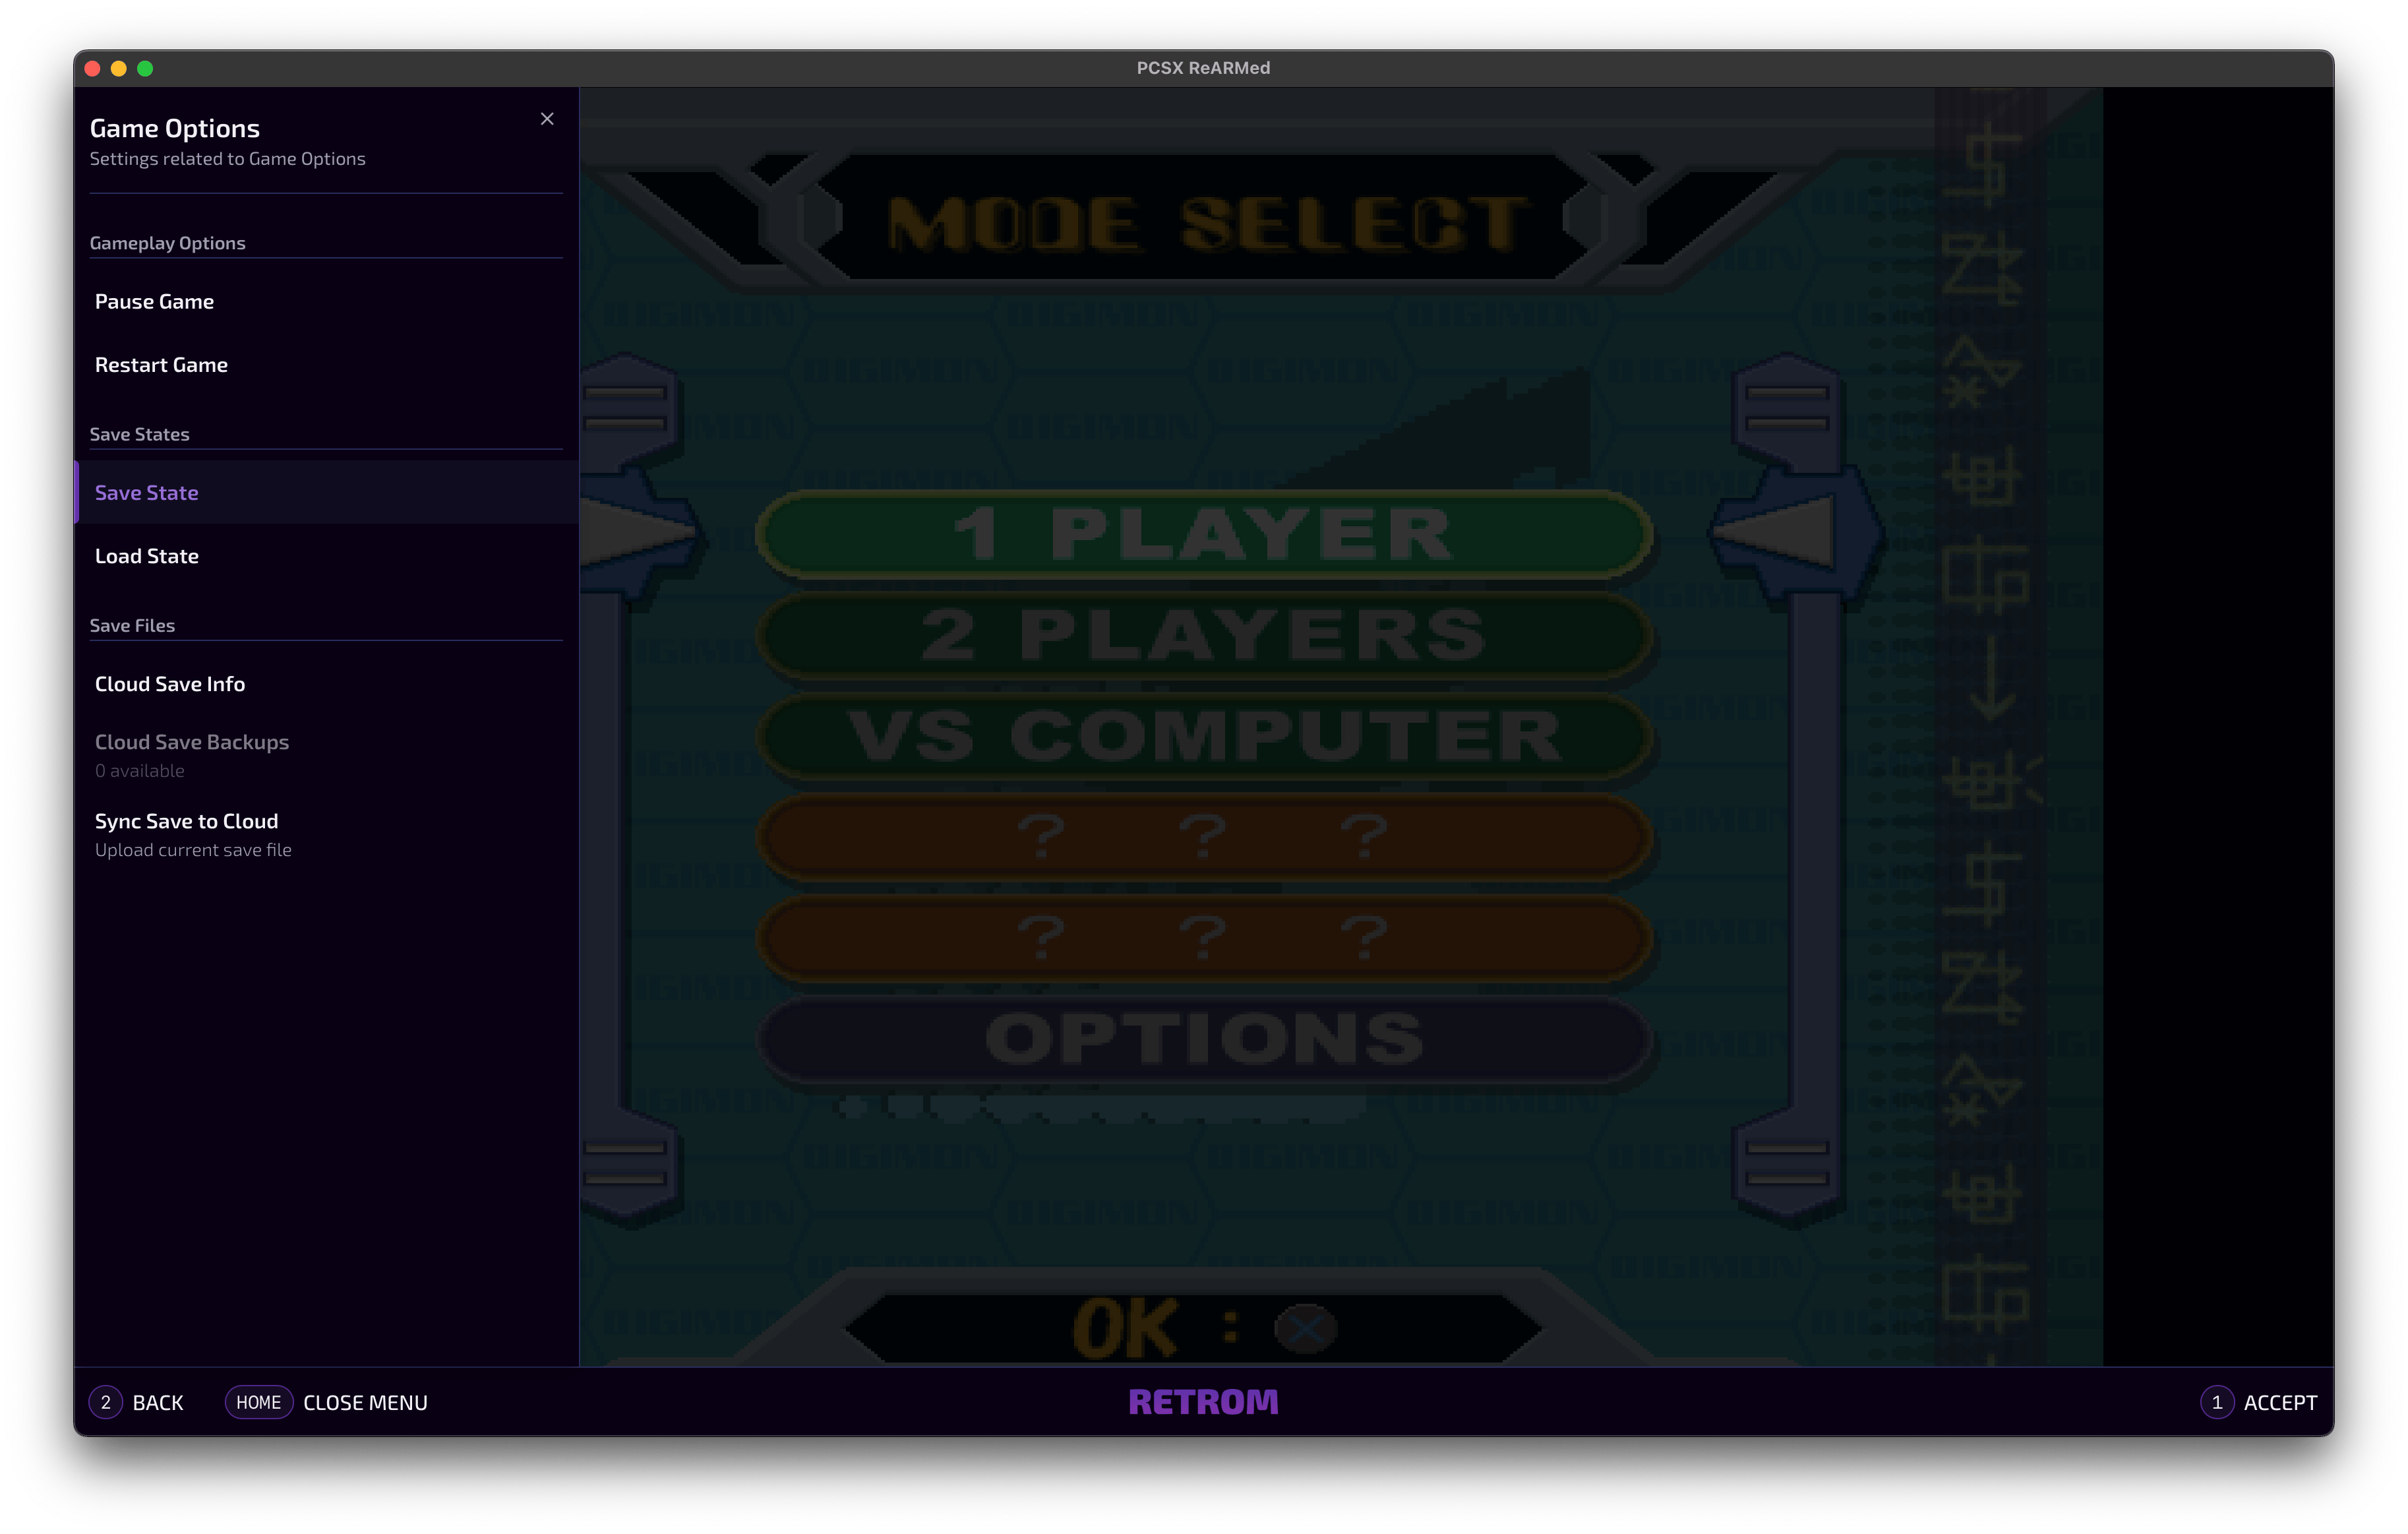 PCSX ReARMed
Game Options
Settings related to Game Options
Gameplay Options
Pause Game
Restart Game
Save States
Save State
Load State
Save Files
Cloud Save Info
Cloud Save Backups
0 available
Sync Save to Cloud
Upload current save file
MODE SELECT
DIGIMON DIGIMON DIGIMON
1 PLAYER
2 PLAYERS
VS COMPUTER
? ? ?
? ? ?
OPTIONS
OK :
2 BACK HOME CLOSE MENU RETROM 1 ACCEPT